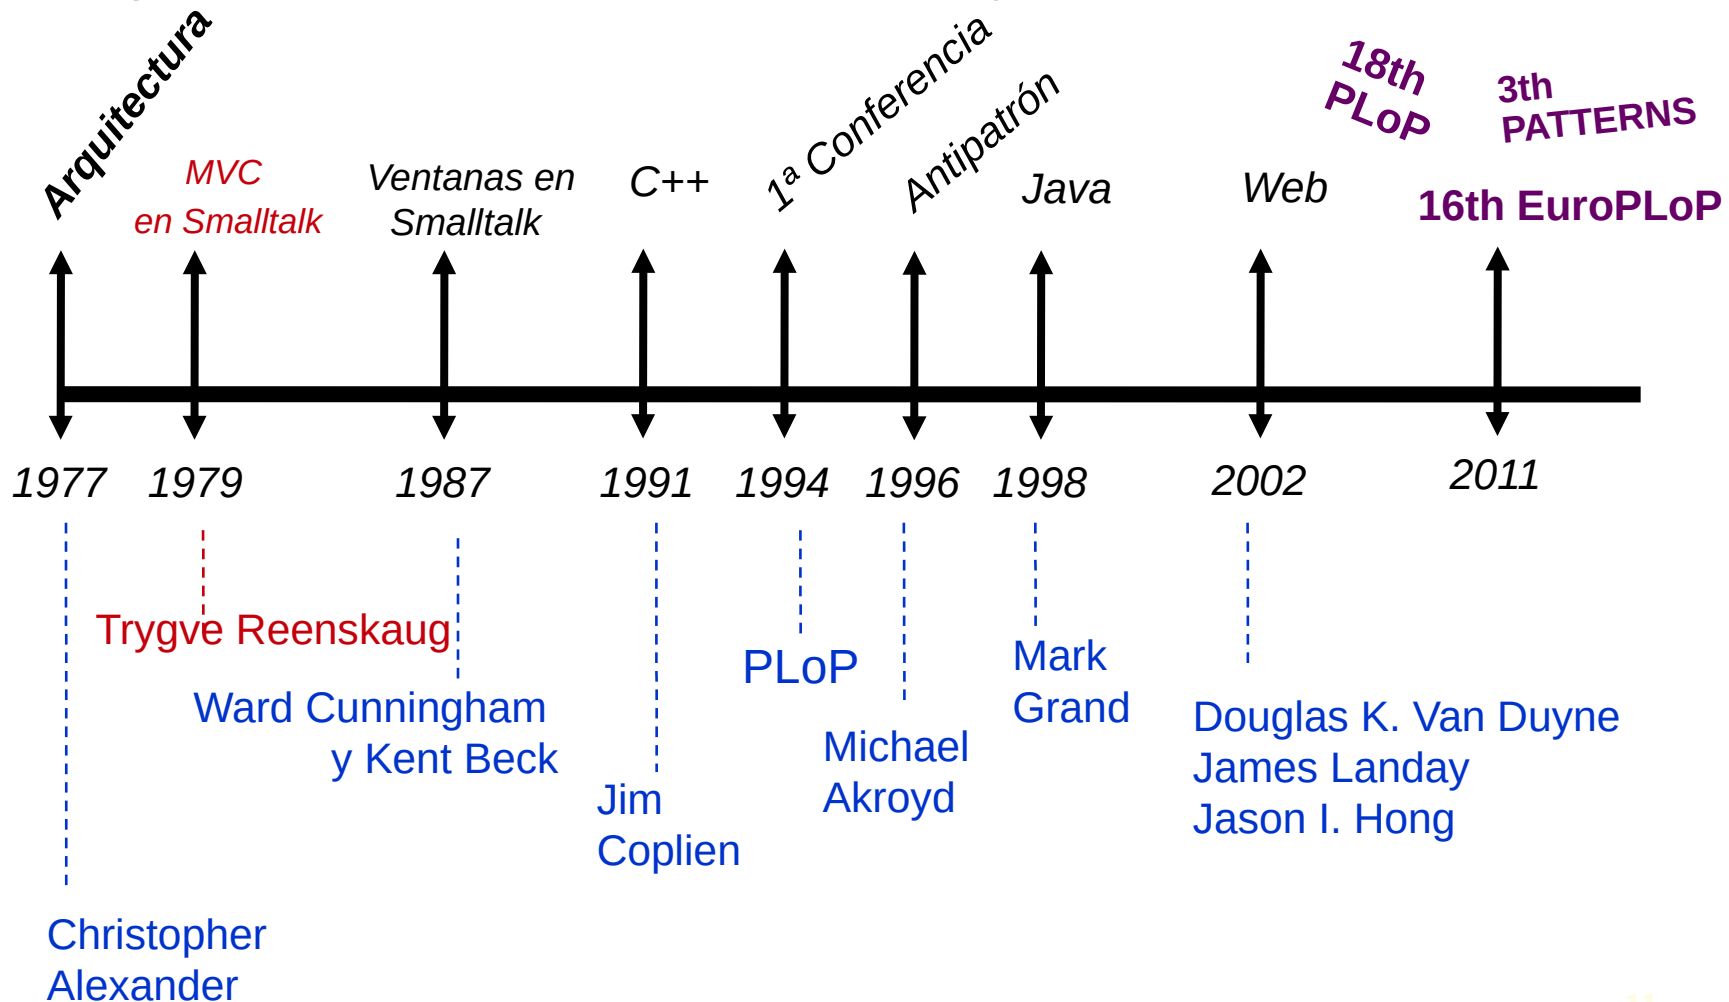 Arquitectura
MVC
en Smalltalk
Ventanas en
Smalltalk
C++
1ª Conferencia
Antipatrón
Java
Web
18th
PLoP
3th
PATTERNS
16th EuroPLoP
1977
1979
1987
1991
1994
1996
1998
2002
2011
Trygve Reenskaug
Ward Cunningham
y Kent Beck
Jim
Coplien
PLoP
Michael
Akroyd
Mark
Grand
Douglas K. Van Duyne
James Landay
Jason I. Hong
Christopher
Alexander